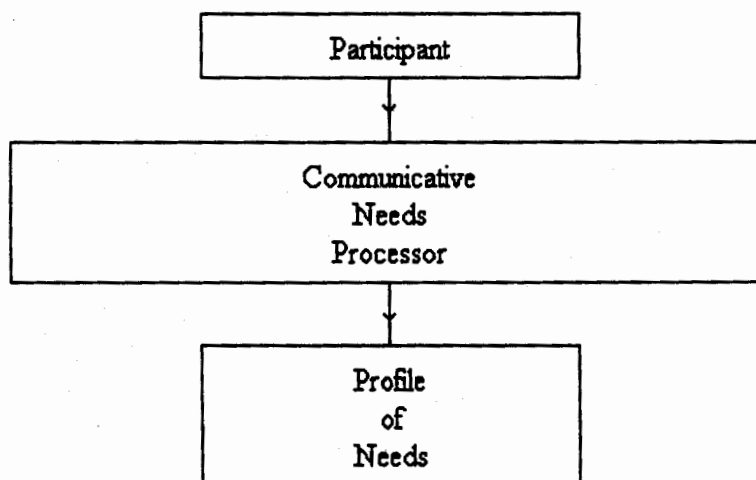 Participant
Communicative
Needs
Processor
Profile
of
Needs